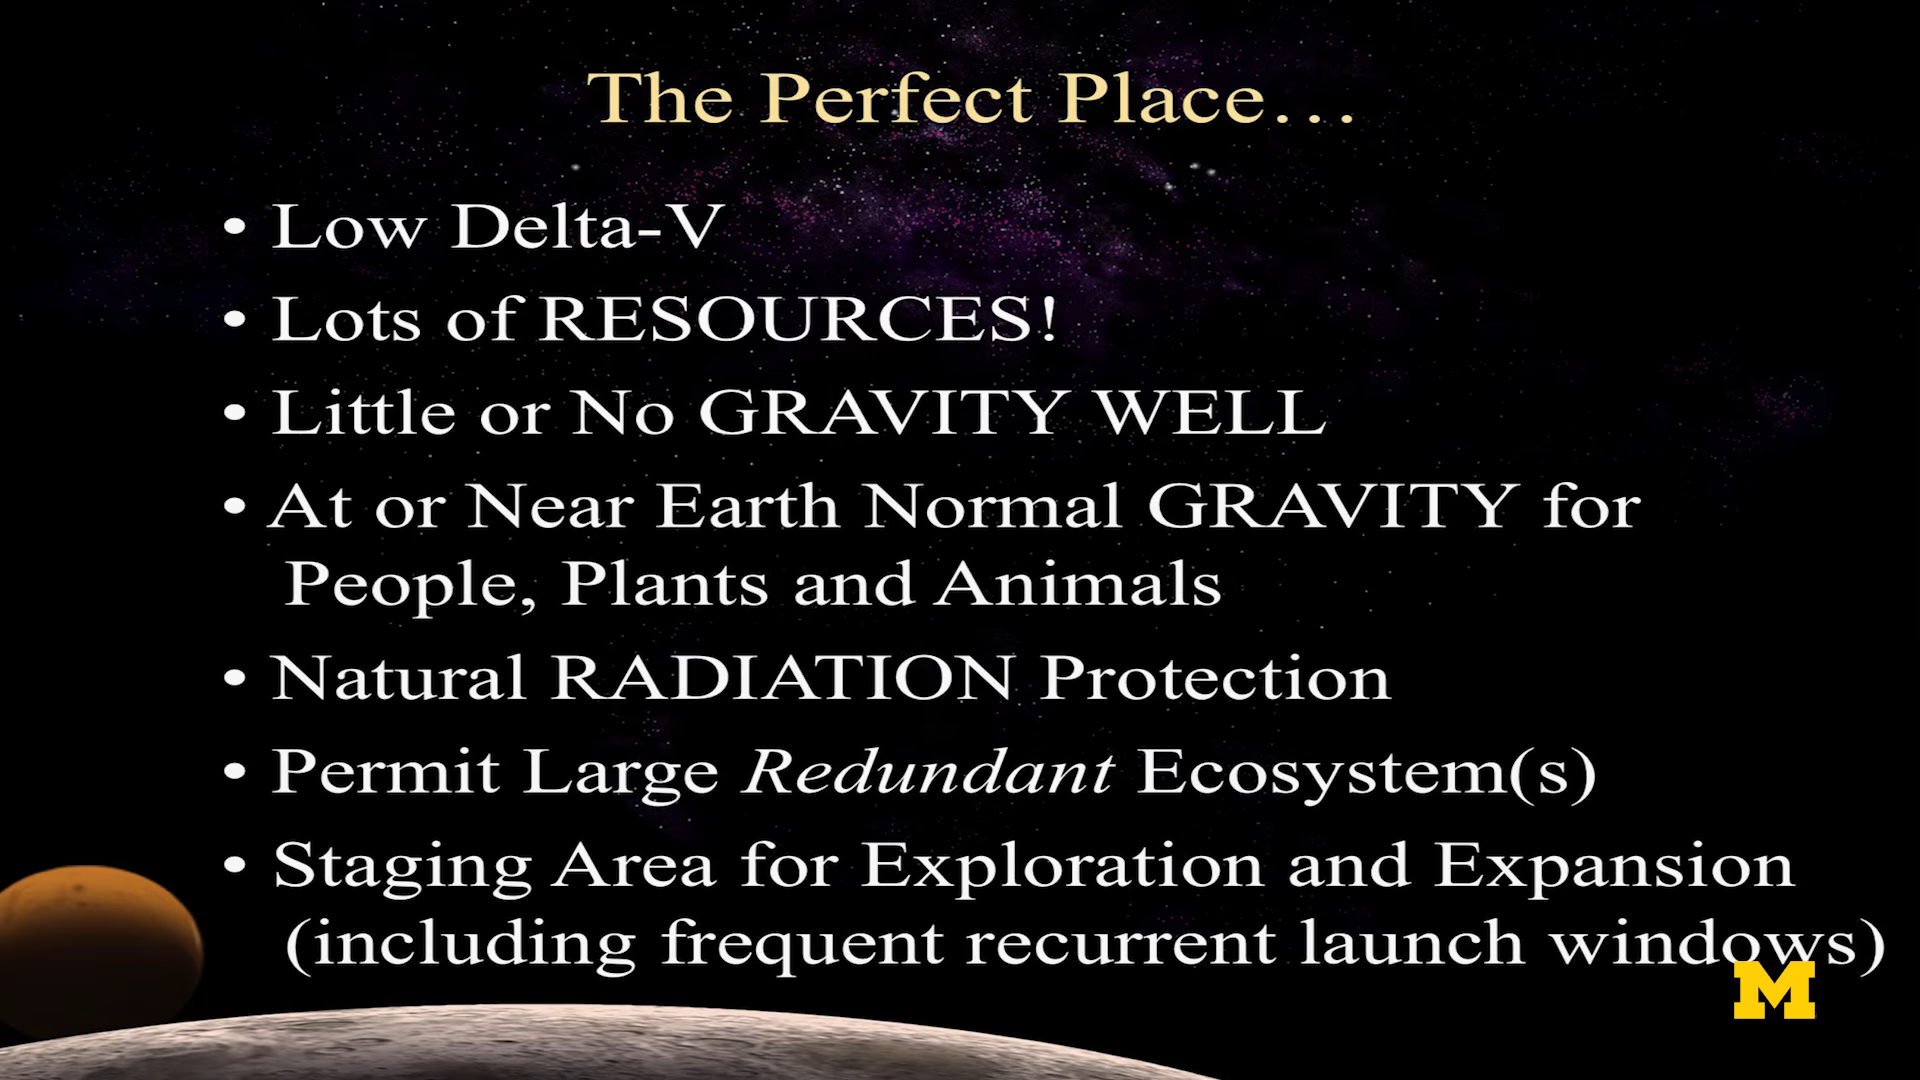 The Perfect Place…
• Low Delta-V
• Lots of RESOURCES!
• Little or No GRAVITY WELL
• At or Near Earth Normal GRAVITY for
People, Plants and Animals
• Natural RADIATION Protection
• Permit Large Redundant Ecosystem(s)
• Staging Area for Exploration and Expansion
(including frequent recurrent launch windows)
M